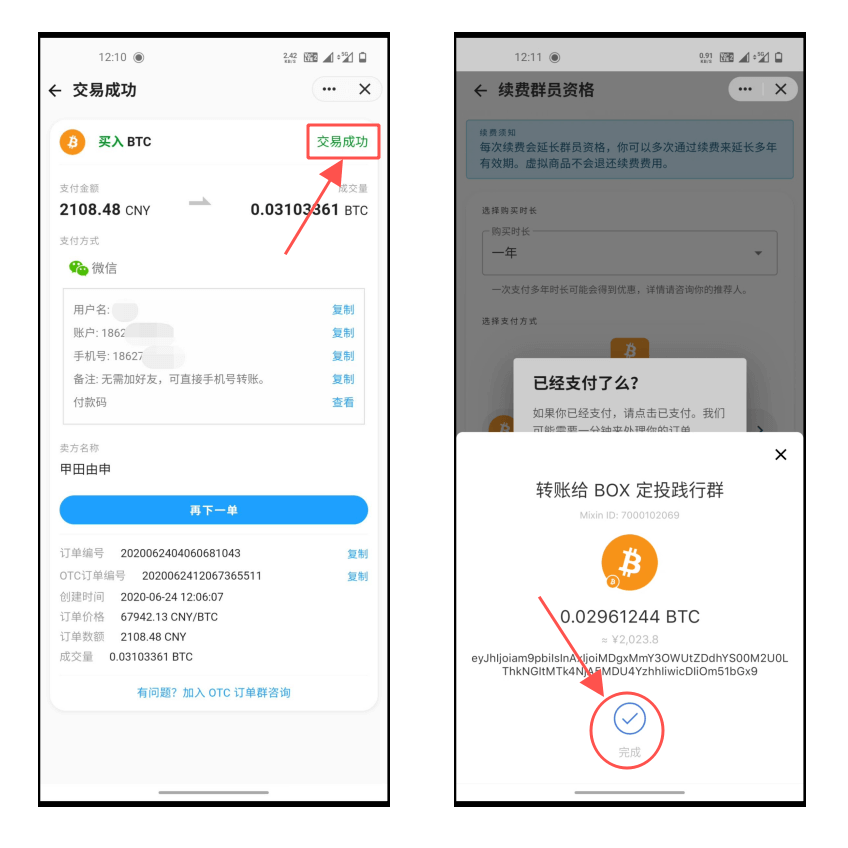 12:10
2.42
KB/S
5G
交易成功
买入 BTC
交易成功
支付金额
成交量
2108.48 CNY
0.03103361 BTC
支付方式
微信
用户名:
复制
账户: 1862
复制
手机号: 18627
复制
备注: 无需加好友，可直接手机号转账。
复制
付款码
查看
卖方名称
甲田由申
再下一单
订单编号 2020062404060681043
复制
OTC订单编号 2020062412067365511
复制
创建时间 2020-06-24 12:06:07
订单价格 67942.13 CNY/BTC
订单数额 2108.48 CNY
成交量 0.03103361 BTC
有问题？加入 OTC 订单群咨询
12:11
0.91
KB/S
5G
续费群员资格
续费须知
每次续费会延长群员资格，你可以多次通过续费来延长多年
有效期。虚拟商品不会退还续费费用。
选择购买时长
购买时长
一年
一次支付多年时长可能会得到优惠，详情请咨询你的推荐人。
选择支付方式
已经支付了么？
如果你已经支付，请点击已支付。我们
可能需要一分钟来处理你的订单
转账给 BOX 定投践行群
Mixin ID: 7000102069
0.02961244 BTC
≈ ¥2,023.8
完成